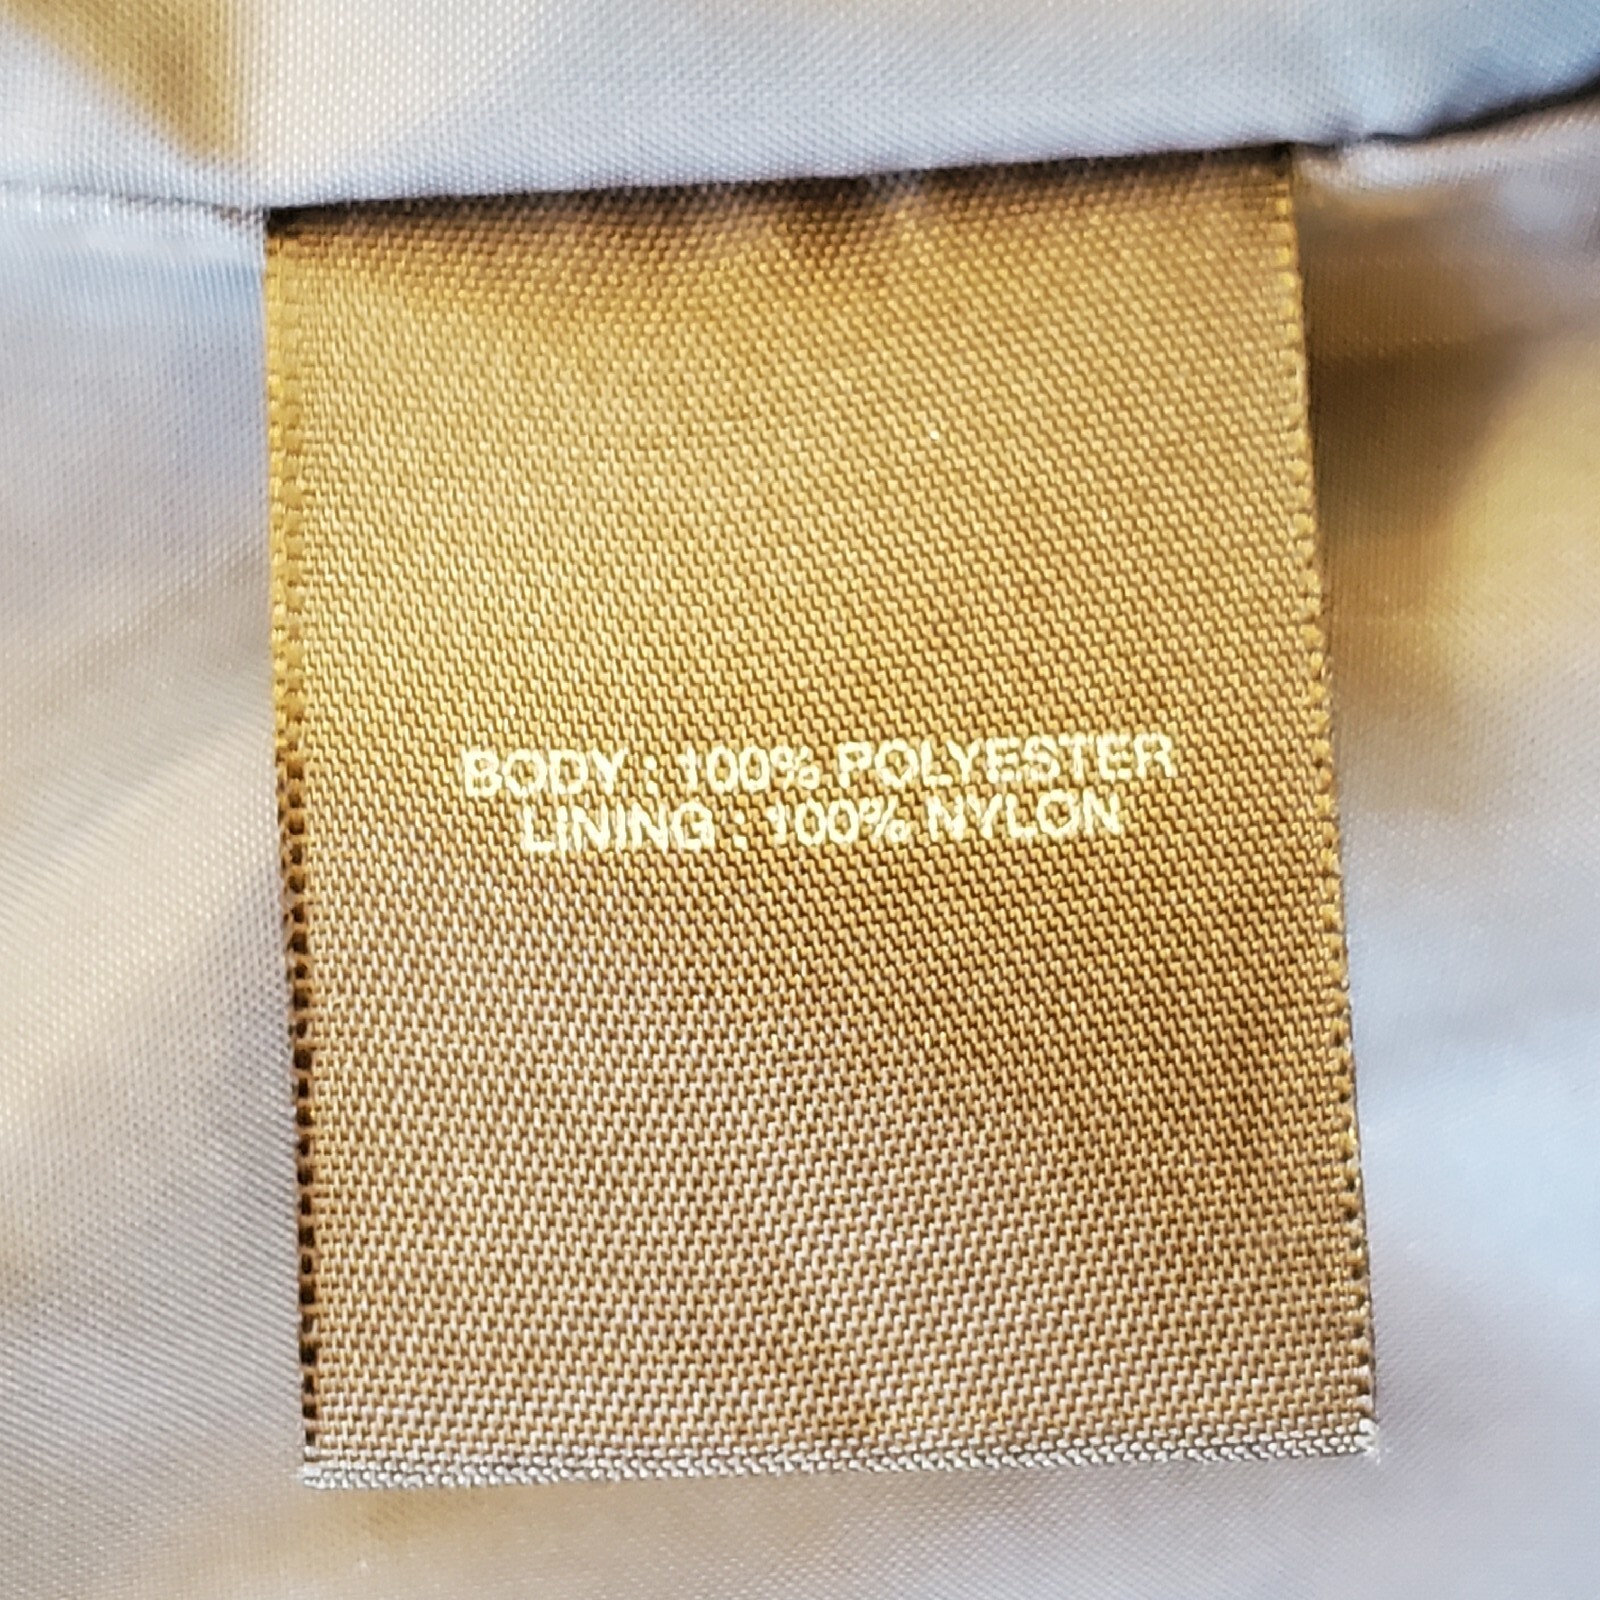 BODY : 100% POLYESTER
LINING : 100% NYLON